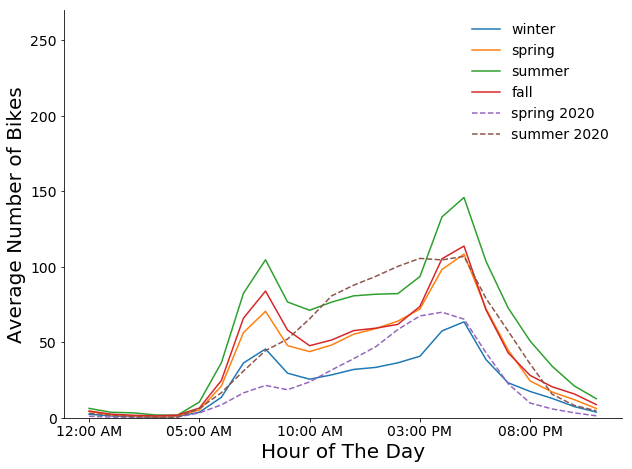 250
200
150
100
50
0
Average Number of Bikes
winter
spring
summer
fall
spring 2020
summer 2020
12:00 AM 05:00 AM 10:00 AM 03:00 PM 08:00 PM
Hour of The Day